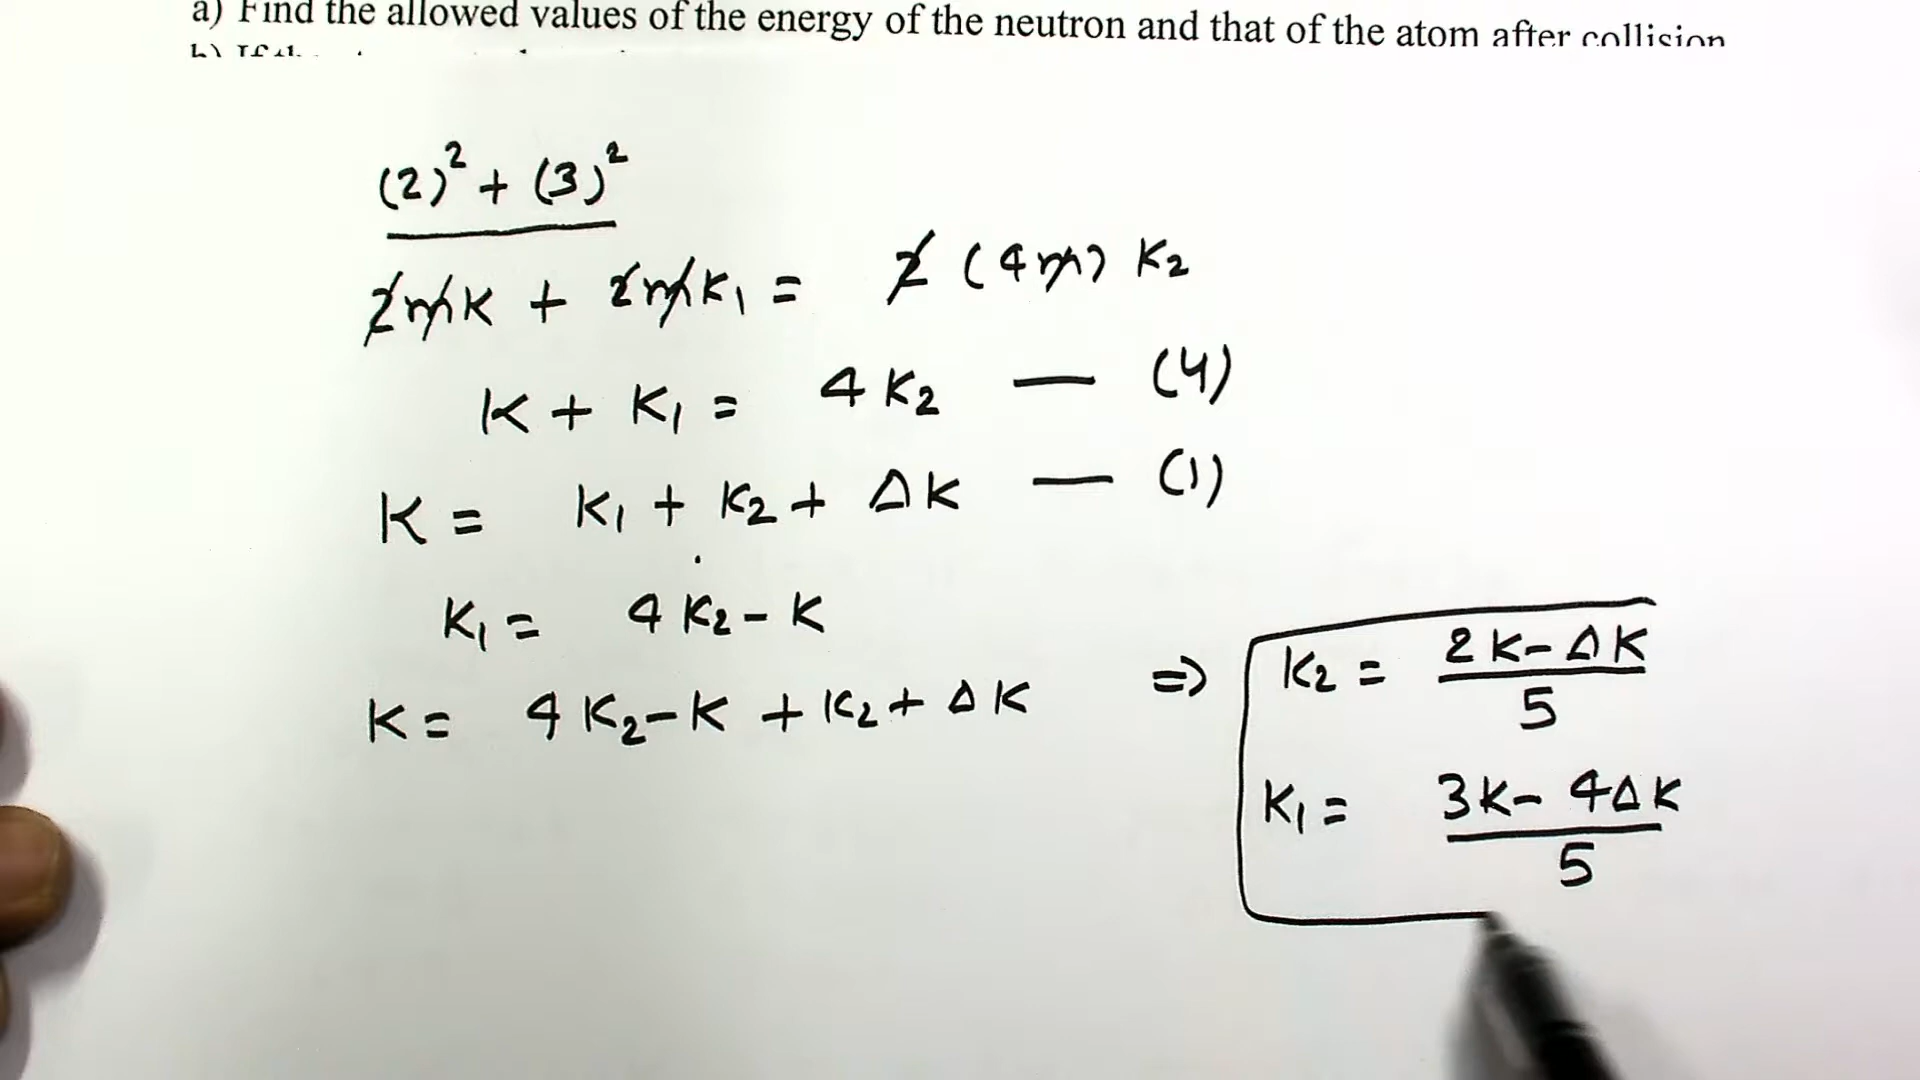 a) Find the allowed values of the energy of the neutron and that of the atom after collision
(2)² + (3)²
2mK + 2mK₁ = 2 (4m) K₂
K + K₁ = 4K₂ — (4)
K = K₁ + K₂ + ΔK — (1)
K₁ = 4K₂ - K
K = 4K₂ - K + K₂ + ΔK
⇒ K₂ = (2K - ΔK)/5
K₁ = (3K - 4ΔK)/5